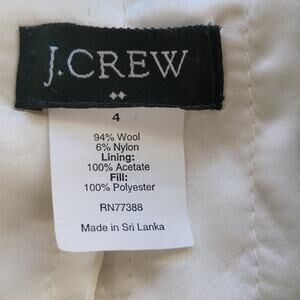 J.CREW
4
94% Wool
6% Nylon
Lining:
100% Acetate
Fill:
100% Polyester
RN77388
Made in Sri Lanka